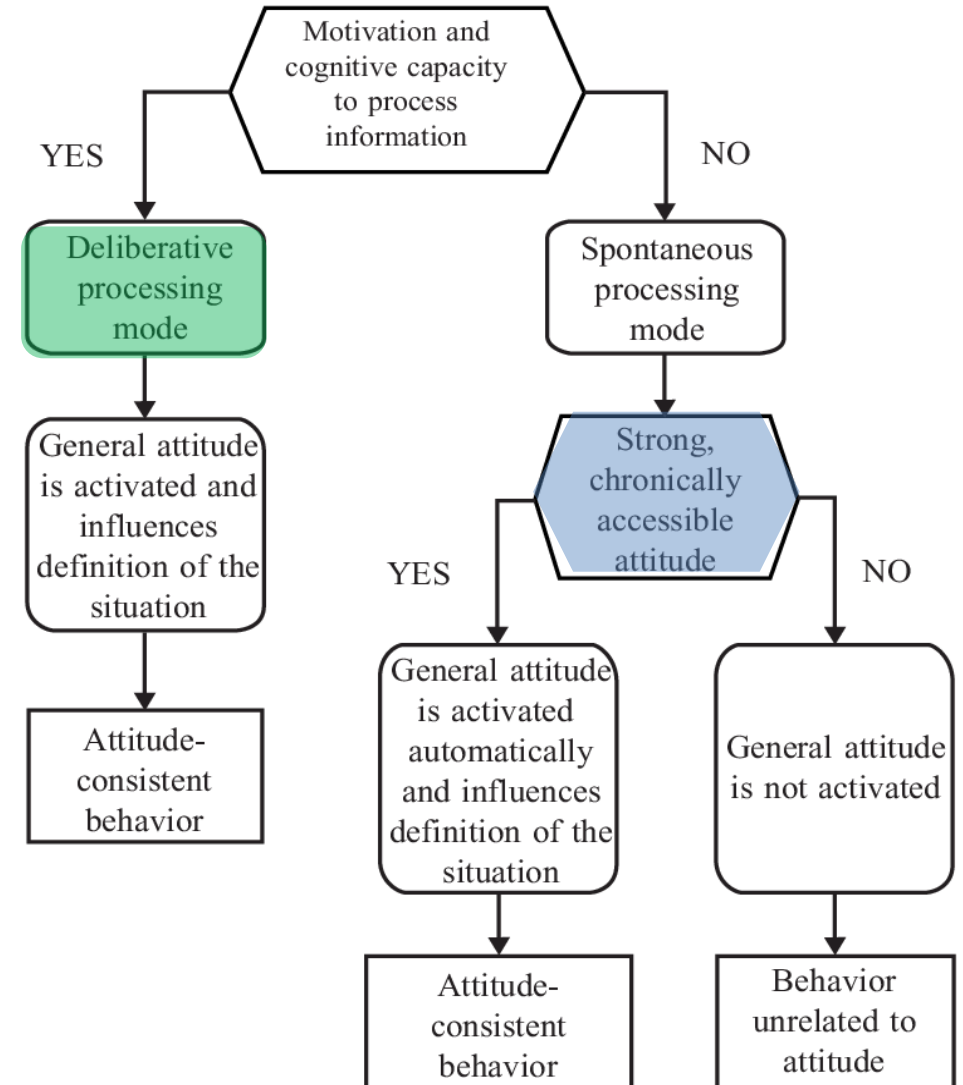 Motivation and
cognitive capacity
to process
information
YES
NO
Deliberative
processing
mode
Spontaneous
processing
mode
General attitude
is activated and
influences
definition of the
situation
Strong,
chronically
accessible
attitude
YES
NO
Attitude-
consistent
behavior
General attitude
is activated
automatically
and influences
definition of the
situation
General attitude
is not activated
Attitude-
consistent
behavior
Behavior
unrelated to
attitude